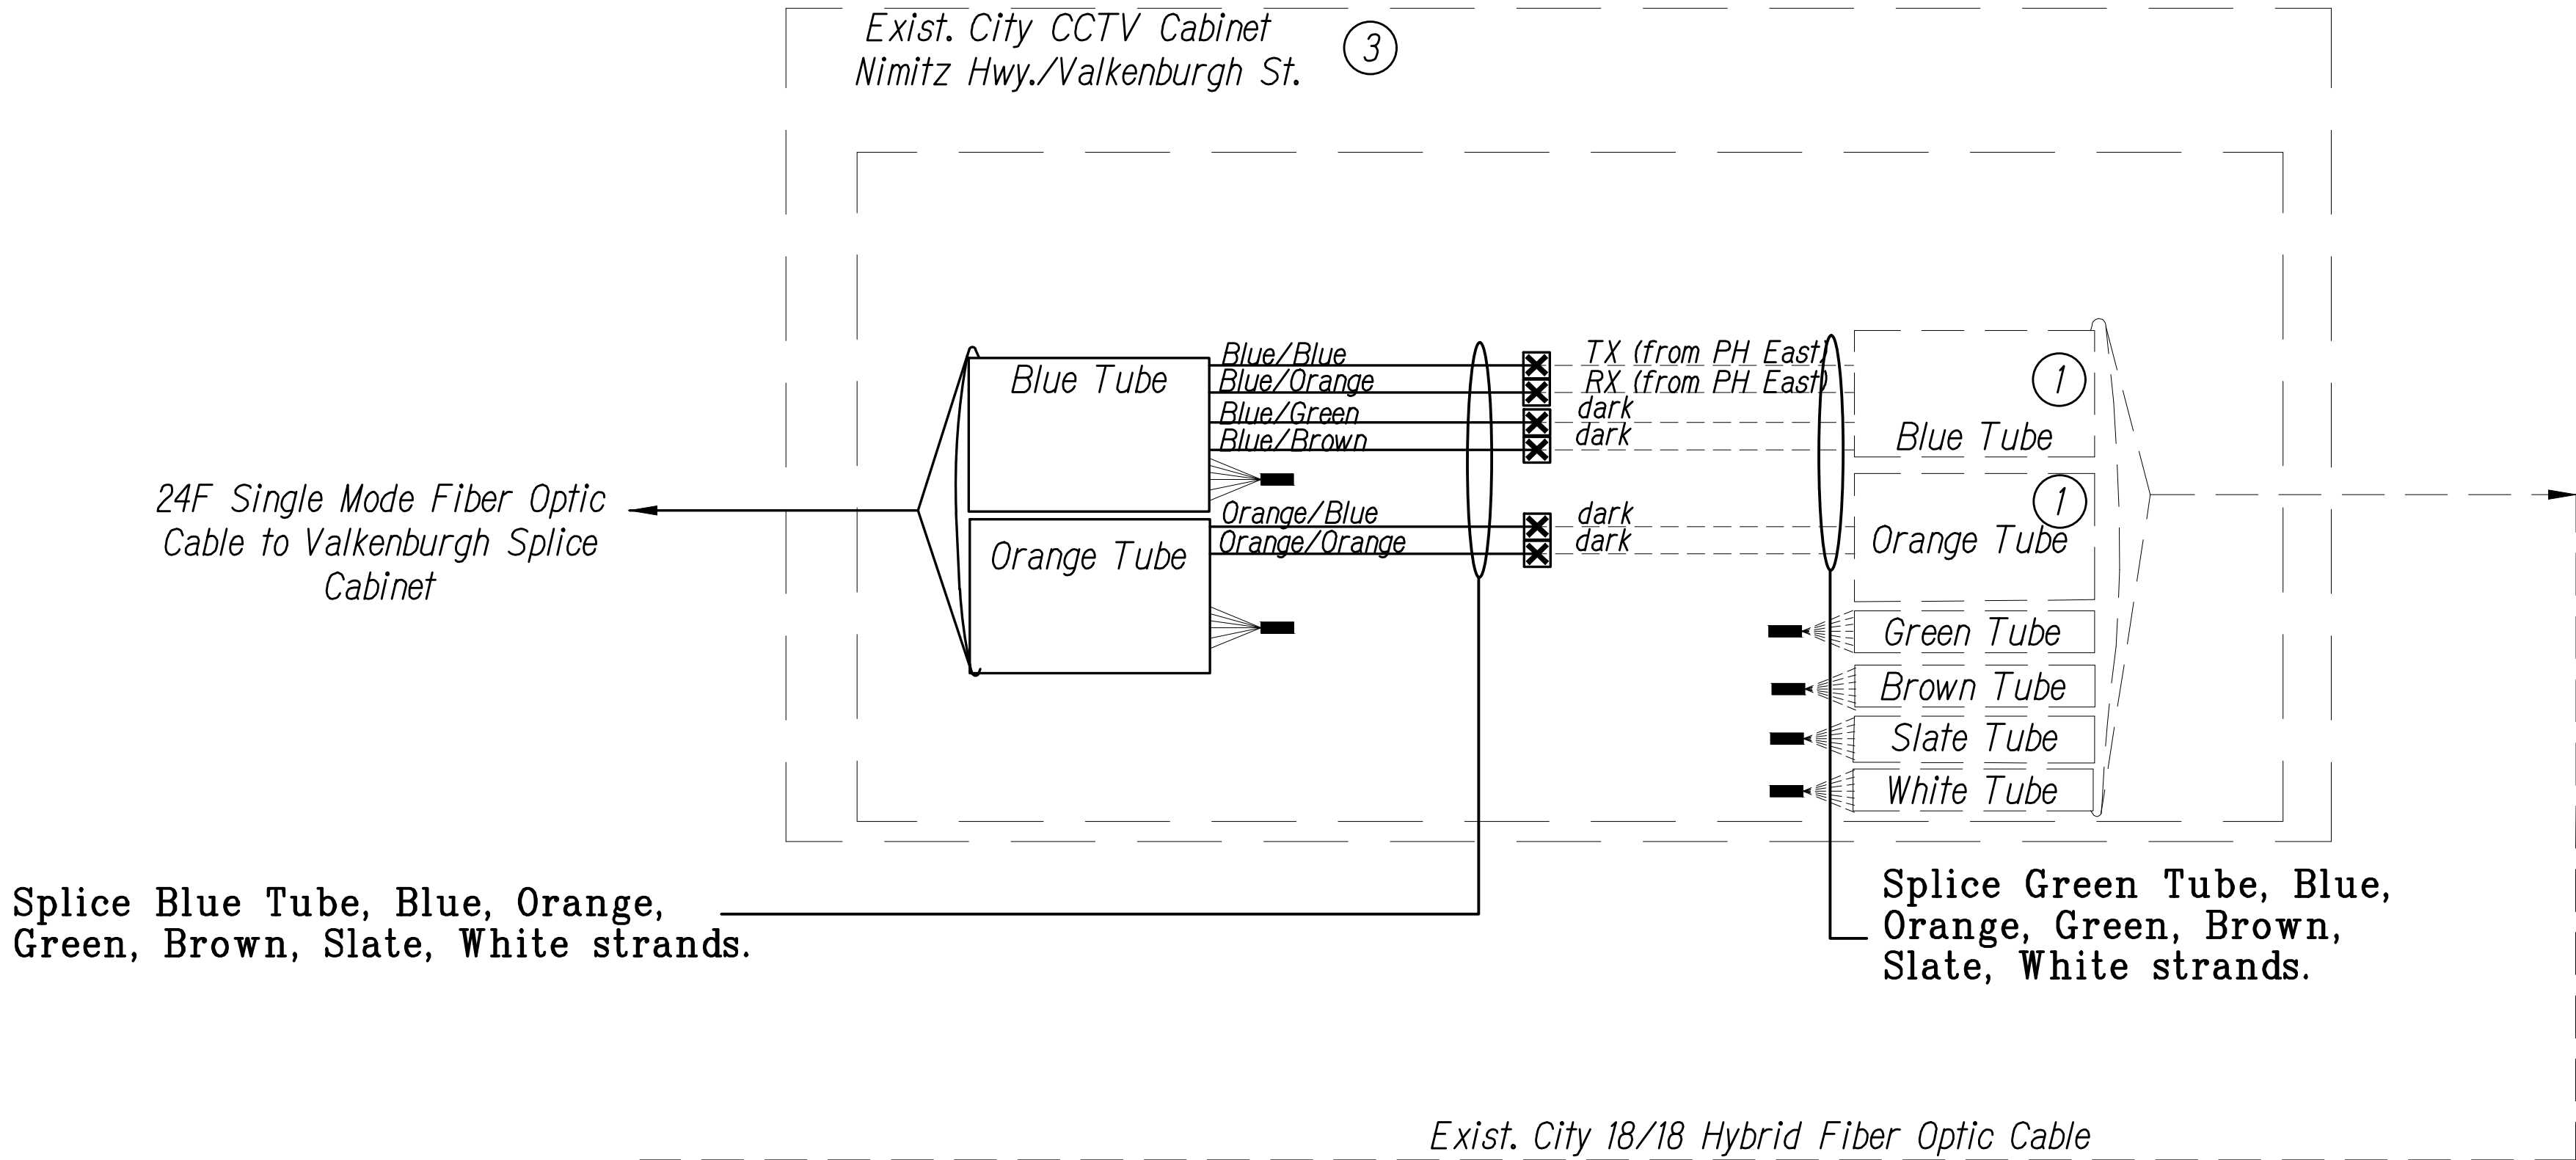 Exist. City CCTV Cabinet
Nimitz Hwy./Valkenburgh St.
3
Blue/Blue
TX (from PH East)
Blue Tube
Blue/Orange
RX (from PH East)
1
Blue/Green
dark
Blue/Brown
dark
Blue Tube
24F Single Mode Fiber Optic
Cable to Valkenburgh Splice
Cabinet
Orange/Blue
dark
1
Orange Tube
Orange/Orange
dark
Orange Tube
Green Tube
Brown Tube
Slate Tube
White Tube
Splice Blue Tube, Blue, Orange,
Green, Brown, Slate, White strands.
Splice Green Tube, Blue,
Orange, Green, Brown,
Slate, White strands.
Exist. City 18/18 Hybrid Fiber Optic Cable